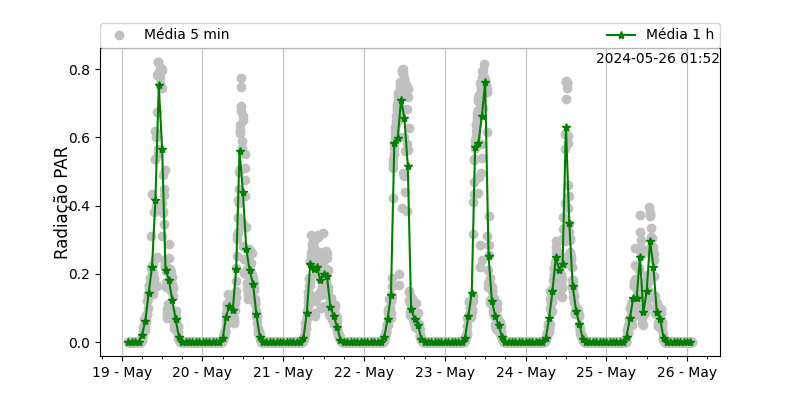 Média 5 min
Média 1 h
2024-05-26 01:52
Radiação PAR
0.8
0.6
0.4
0.2
0.0
19 - May
20 - May
21 - May
22 - May
23 - May
24 - May
25 - May
26 - May